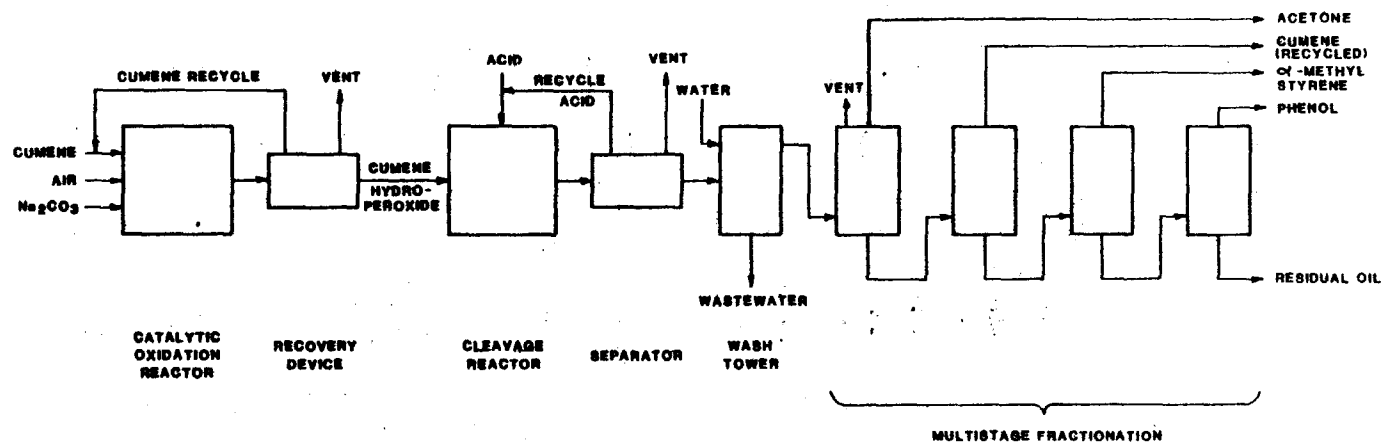 ACETONE
CUMENE
(RECYCLED)
α-METHYL
STYRENE
PHENOL
ACID
VENT
CUMENE RECYCLE
VENT
RECYCLE
ACID
WATER
VENT
CUMENE
AIR
Na₂CO₃
CUMENE
HYDRO-
PEROXIDE
WASTEWATER
RESIDUAL OIL
CATALYTIC
OXIDATION
REACTOR
RECOVERY
DEVICE
CLEAVAGE
REACTOR
SEPARATOR
WASH
TOWER
MULTISTAGE FRACTIONATION